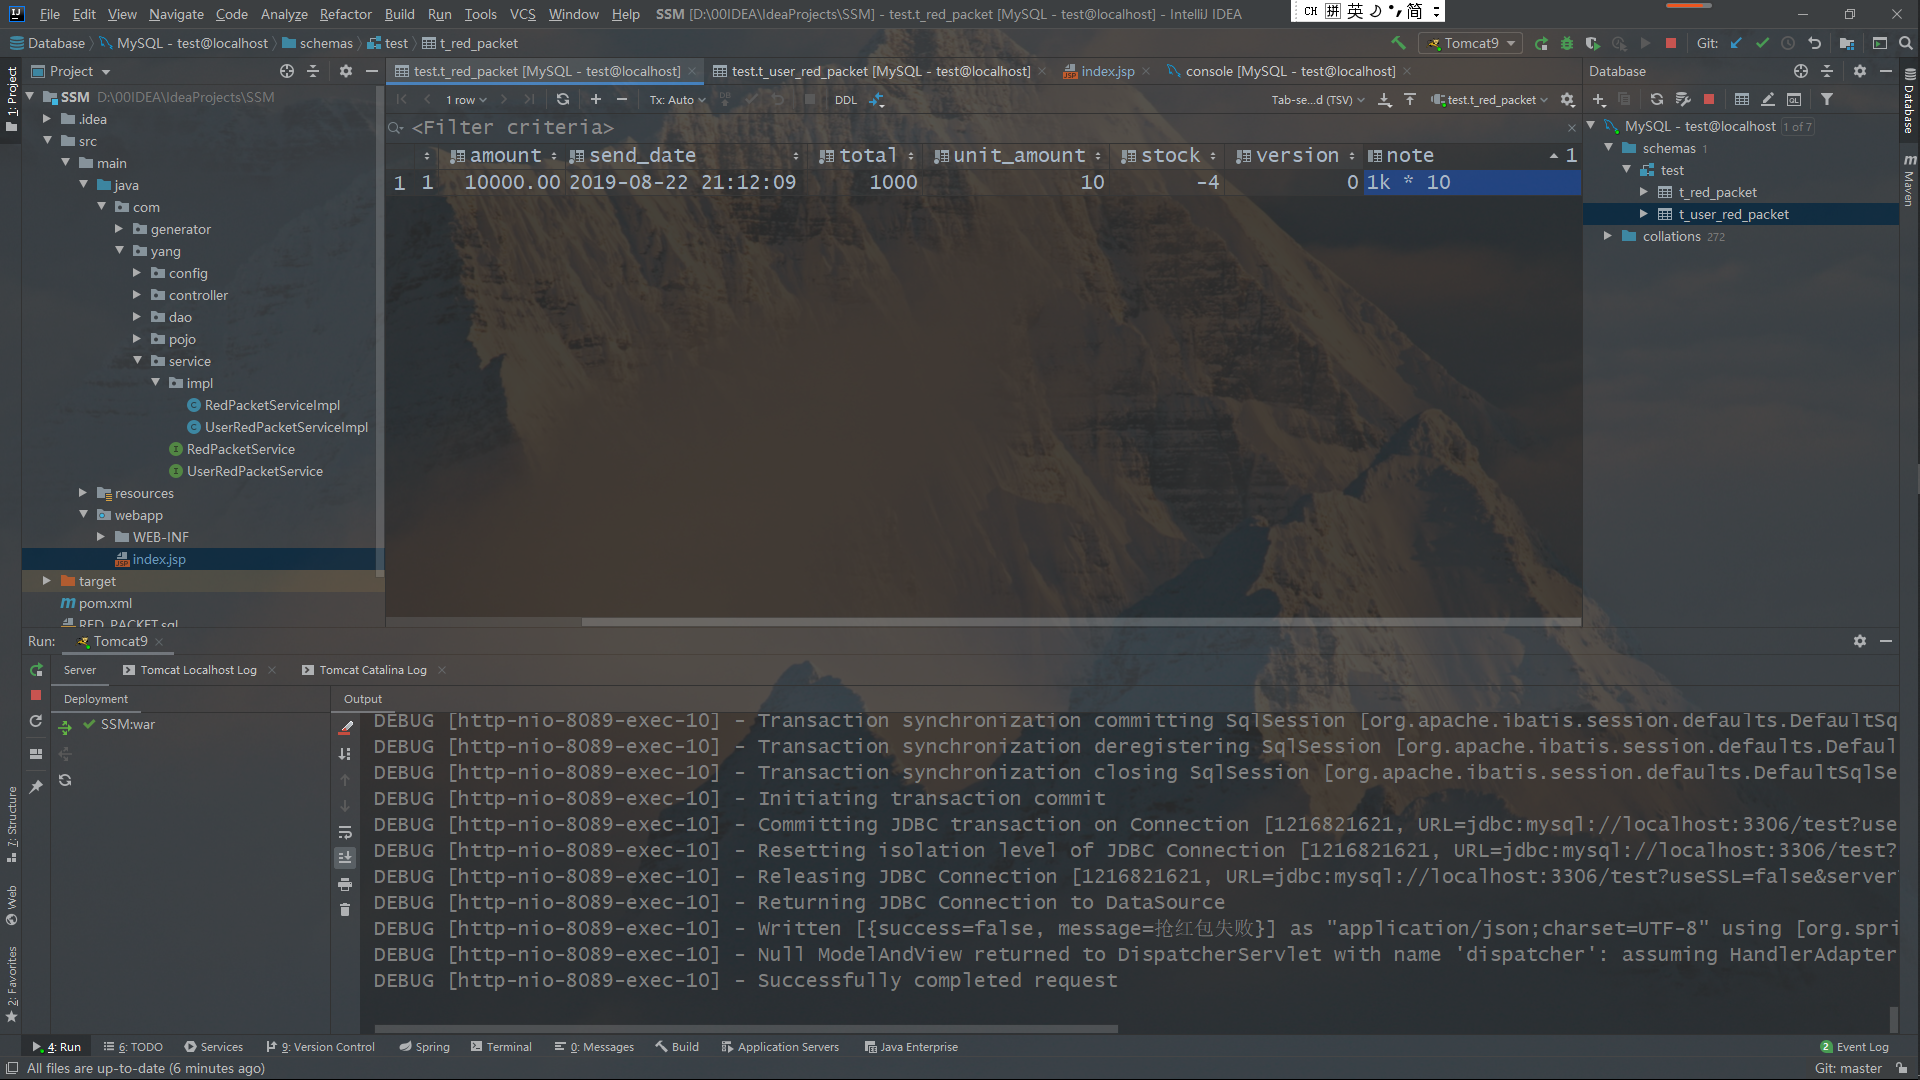 File Edit View Navigate Code Analyze Refactor Build Run Tools VCS Window Help SSM [D:\00IDEA\IdeaProjects\SSM] - test.t_red_packet [MySQL - test@localhost] - IntelliJ IDEA
CH 拼 英 简
Database MySQL - test@localhost schemas test t_red_packet
Tomcat9 Git:
Project
test.t_red_packet [MySQL - test@localhost] test.t_user_red_packet [MySQL - test@localhost] index.jsp console [MySQL - test@localhost]
Database
1 row Tx: Auto DDL Tab-se...d (TSV) test.t_red_packet
<Filter criteria>
amount send_date total unit_amount stock version note 1
1 1 10000.00 2019-08-22 21:12:09 1000 10 -4 0 1k * 10
1: Project
SSM D:\00IDEA\IdeaProjects\SSM
.idea
src
main
java
com
generator
yang
config
controller
dao
pojo
service
impl
RedPacketServiceImpl
UserRedPacketServiceImpl
RedPacketService
UserRedPacketService
resources
webapp
WEB-INF
index.jsp
target
pom.xml
RED_PACKET.sql
MySQL - test@localhost 1 of 7
schemas 1
test
t_red_packet
t_user_red_packet
collations 272
Database
Maven
Run: Tomcat9
Server Tomcat Localhost Log Tomcat Catalina Log
Deployment Output
SSM:war
DEBUG [http-nio-8089-exec-10] - Transaction synchronization committing SqlSession [org.apache.ibatis.session.defaults.DefaultSq
DEBUG [http-nio-8089-exec-10] - Transaction synchronization deregistering SqlSession [org.apache.ibatis.session.defaults.Defaul
DEBUG [http-nio-8089-exec-10] - Transaction synchronization closing SqlSession [org.apache.ibatis.session.defaults.DefaultSqlSe
DEBUG [http-nio-8089-exec-10] - Initiating transaction commit
DEBUG [http-nio-8089-exec-10] - Committing JDBC transaction on Connection [1216821621, URL=jdbc:mysql://localhost:3306/test?use
DEBUG [http-nio-8089-exec-10] - Resetting isolation level of JDBC Connection [1216821621, URL=jdbc:mysql://localhost:3306/test?
DEBUG [http-nio-8089-exec-10] - Releasing JDBC Connection [1216821621, URL=jdbc:mysql://localhost:3306/test?useSSL=false&server
DEBUG [http-nio-8089-exec-10] - Returning JDBC Connection to DataSource
DEBUG [http-nio-8089-exec-10] - Written [{success=false, message=抢红包失败}] as "application/json;charset=UTF-8" using [org.spri
DEBUG [http-nio-8089-exec-10] - Null ModelAndView returned to DispatcherServlet with name 'dispatcher': assuming HandlerAdapter
DEBUG [http-nio-8089-exec-10] - Successfully completed request
7: Structure
Web
2: Favorites
4: Run 6: TODO Services 9: Version Control Spring Terminal 0: Messages Build Application Servers Java Enterprise 2 Event Log
All files are up-to-date (6 minutes ago) Git: master